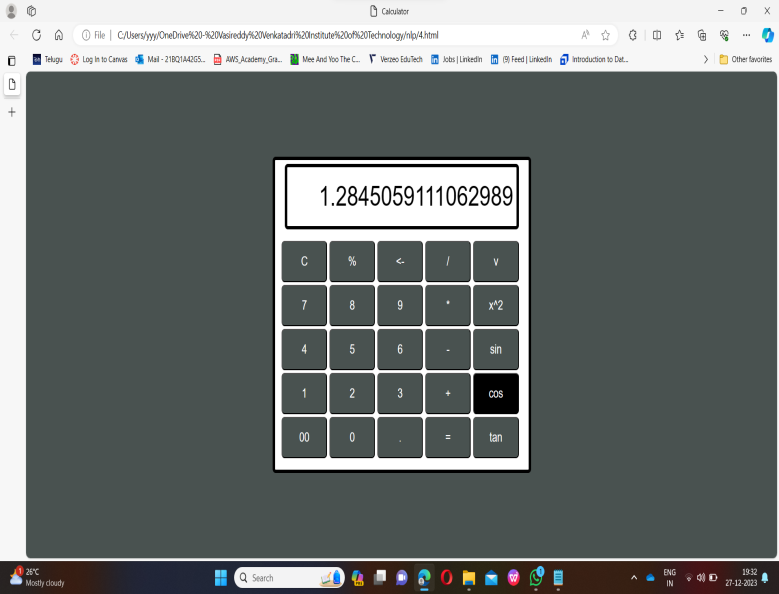 Calculator
File | C:/Users/yyy/OneDrive%20-%20Vasireddy%20Venkatadri%20Institute%20of%20Technology/nlp/4.html
Telugu Log In to Canvas Mail - 21BQ1A42G5... AWS_Academy_Gra... Mee And Yoo The C... Verzeo EduTech Jobs | LinkedIn (9) Feed | LinkedIn Introduction to Dat... Other favorites
1.2845059111062989
C % <- / v
7 8 9 * x^2
4 5 6 - sin
1 2 3 + cos
00 0 . = tan
1 26°C
Mostly cloudy
Search
ENG
IN
19:32
27-12-2023